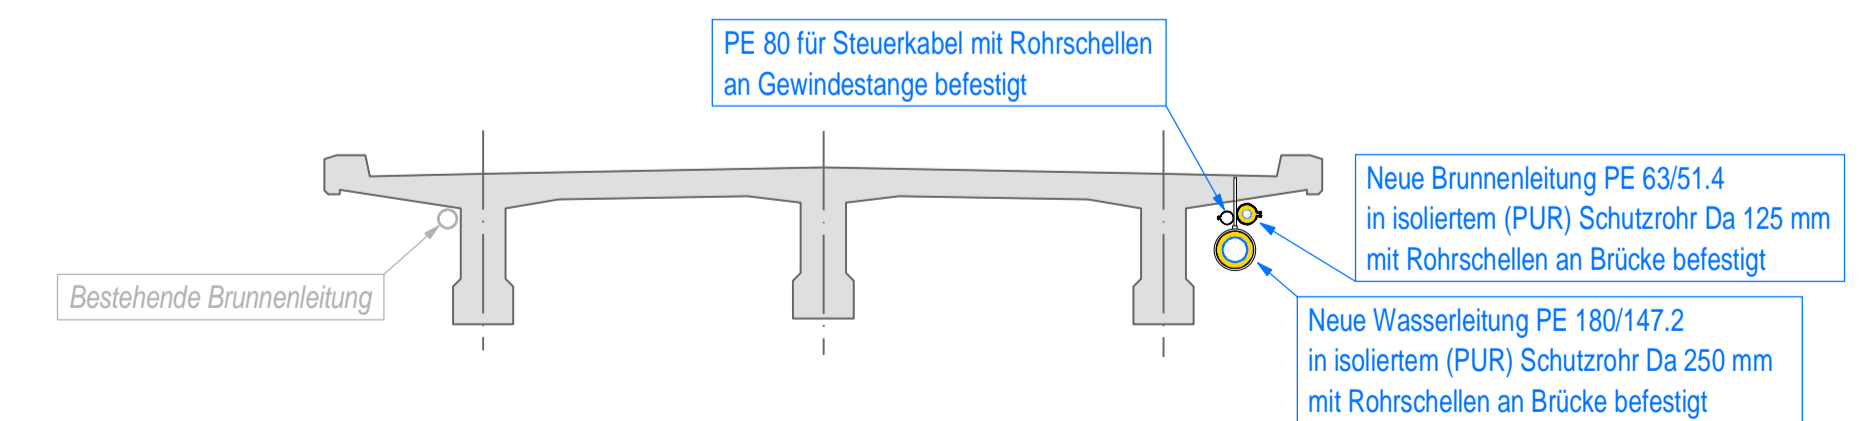 PE 80 für Steuerkabel mit Rohrschellen
an Gewindestange befestigt
Neue Brunnenleitung PE 63/51.4
in isoliertem (PUR) Schutzrohr Da 125 mm
mit Rohrschellen an Brücke befestigt
Bestehende Brunnenleitung
Neue Wasserleitung PE 180/147.2
in isoliertem (PUR) Schutzrohr Da 250 mm
mit Rohrschellen an Brücke befestigt